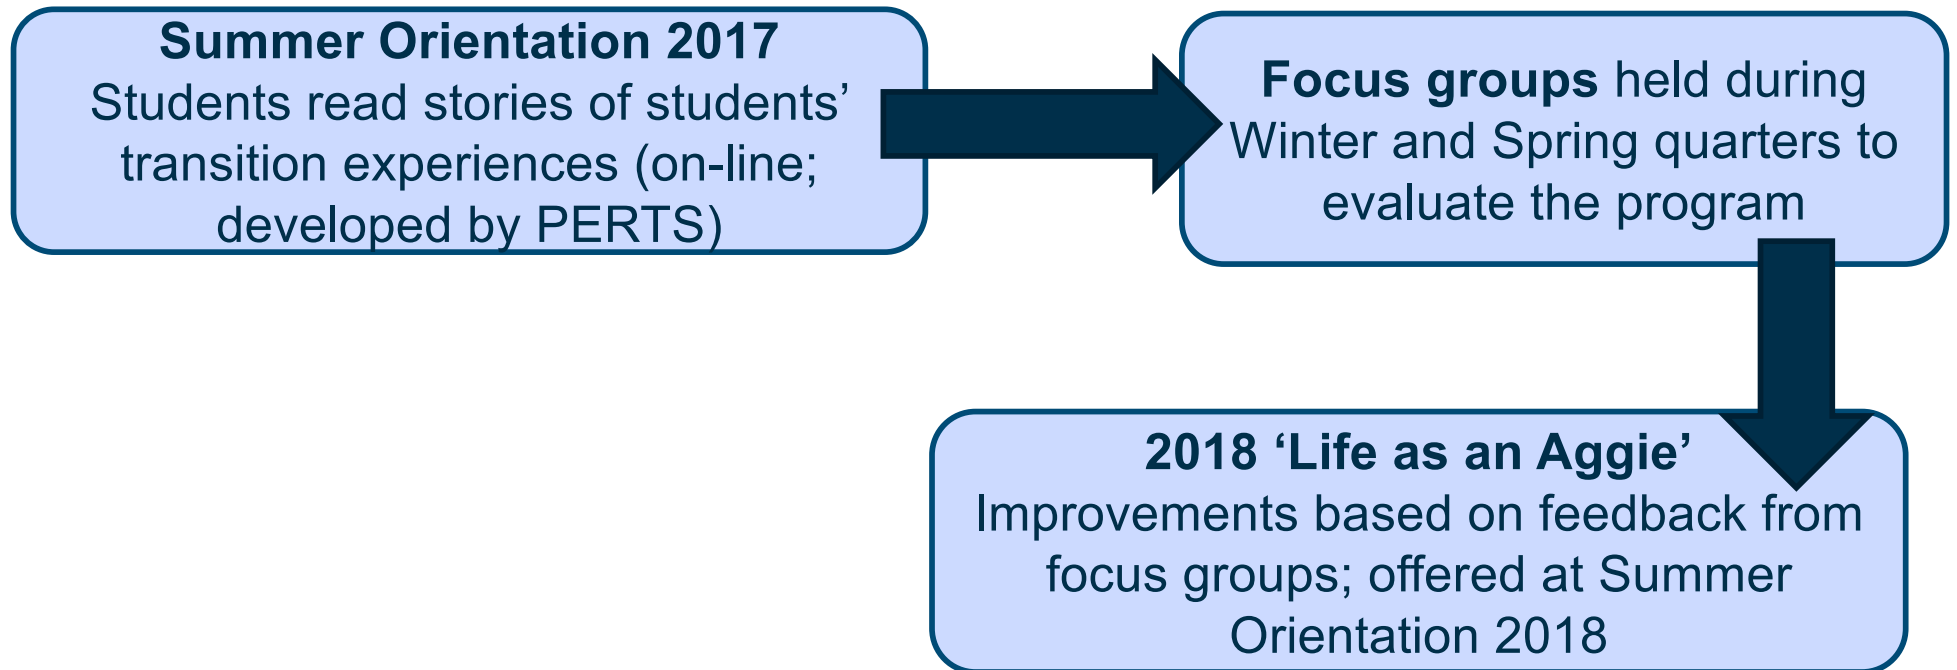 Summer Orientation 2017
Students read stories of students’
transition experiences (on-line;
developed by PERTS)
Focus groups held during
Winter and Spring quarters to
evaluate the program
2018 ‘Life as an Aggie’
Improvements based on feedback from
focus groups; offered at Summer
Orientation 2018